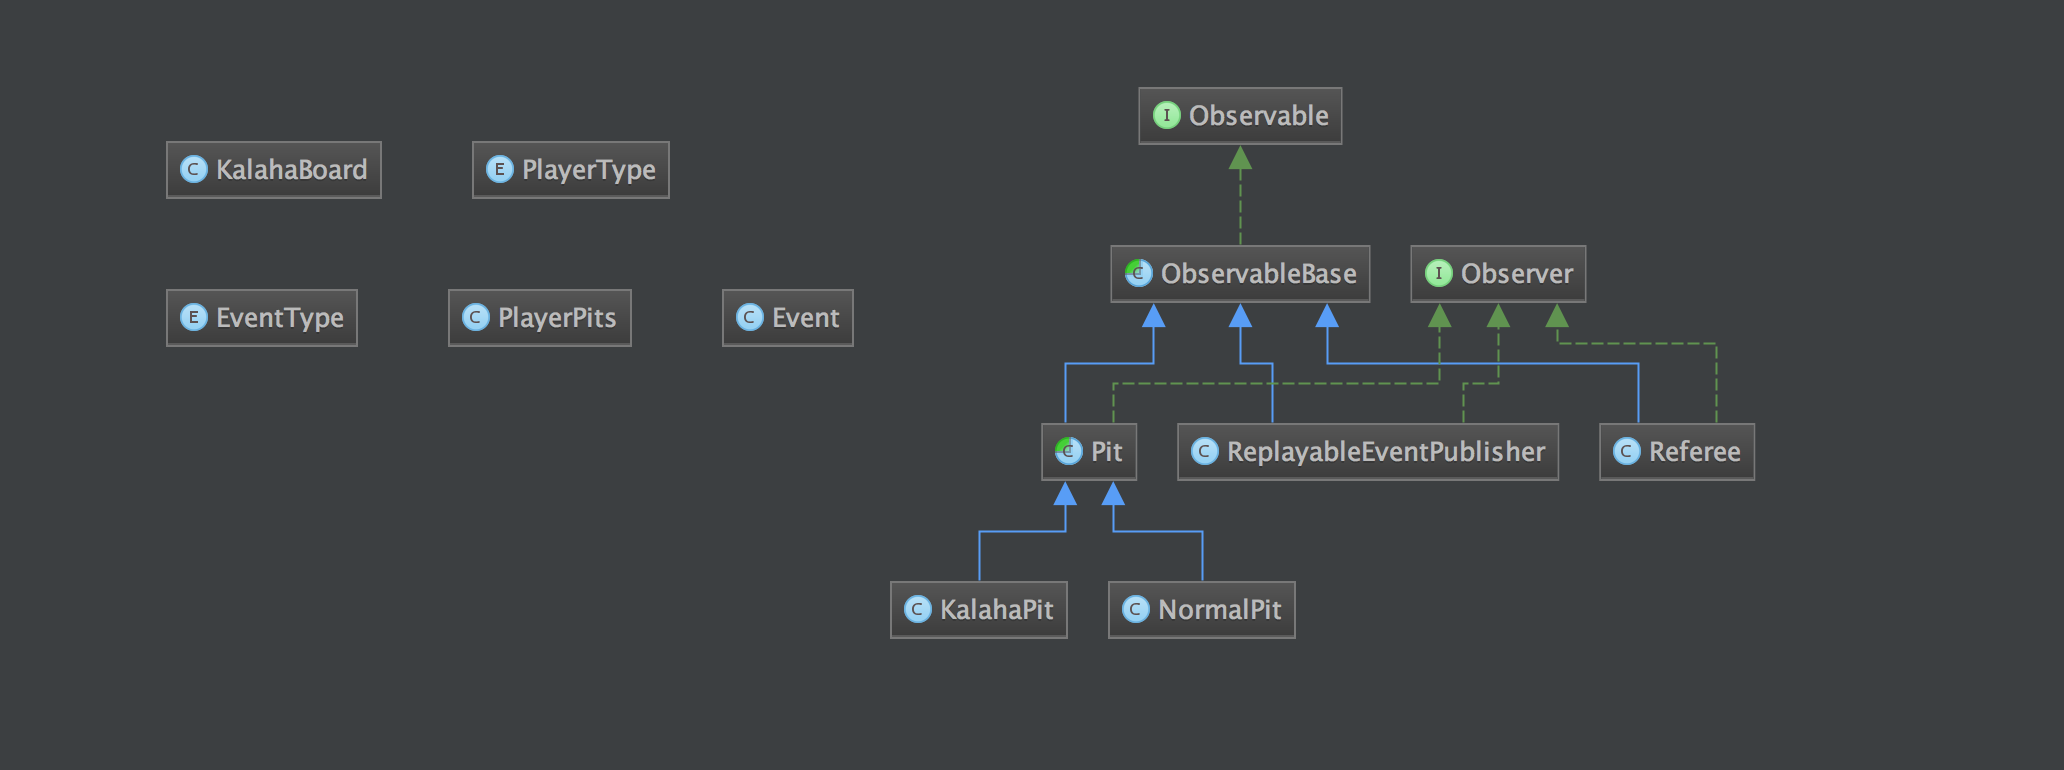 I Observable
C KalahaBoard
E PlayerType
C ObservableBase
I Observer
E EventType
C PlayerPits
C Event
C Pit
C ReplayableEventPublisher
C Referee
C KalahaPit
C NormalPit